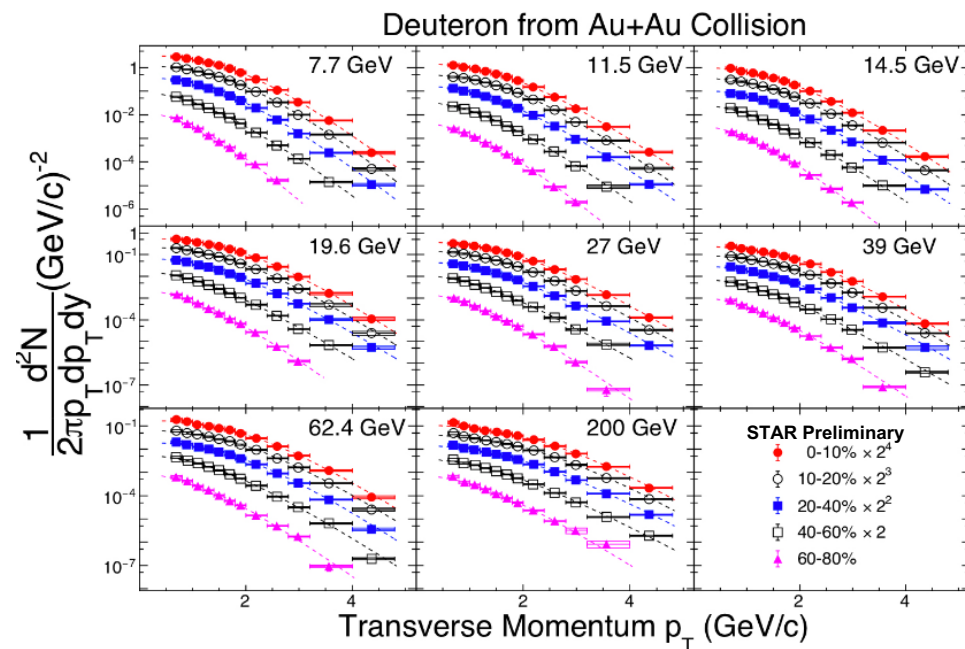 Deuteron from Au+Au Collision
7.7 GeV
11.5 GeV
14.5 GeV
1
10⁻²
10⁻⁴
10⁻⁶
19.6 GeV
27 GeV
39 GeV
1
10⁻¹
10⁻⁴
10⁻⁷
62.4 GeV
200 GeV
10⁻¹
10⁻⁴
10⁻⁷
STAR Preliminary
0-10% × 2⁴
10-20% × 2³
20-40% × 2²
40-60% × 2
60-80%
2 4
2 4
2 4
Transverse Momentum p_T (GeV/c)
1/(2πp_T) d²N/(dp_T dy) (GeV/c)⁻²